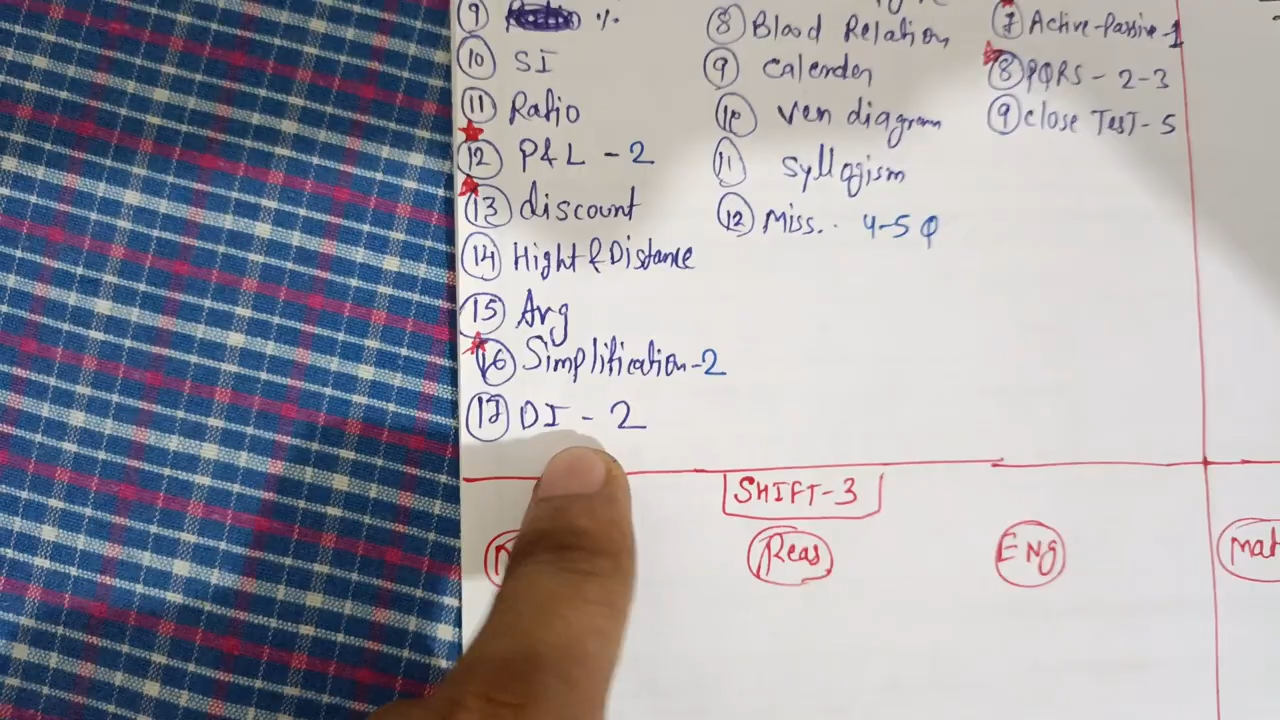 9 %
10 SI
11 Ratio
12 P&L - 2
13 discount
14 Hight & Distance
15 Avg
16 Simplification - 2
17 DI - 2
8 Blood Relation
9 Calender
10 Ven diagram
11 Syllogism
12 Miss.. 4-5 Q
7 Active-Passive - 1
8 PQRS - 2-3
9 Close TesT - 5
SHIFT-3
Reas
ENg